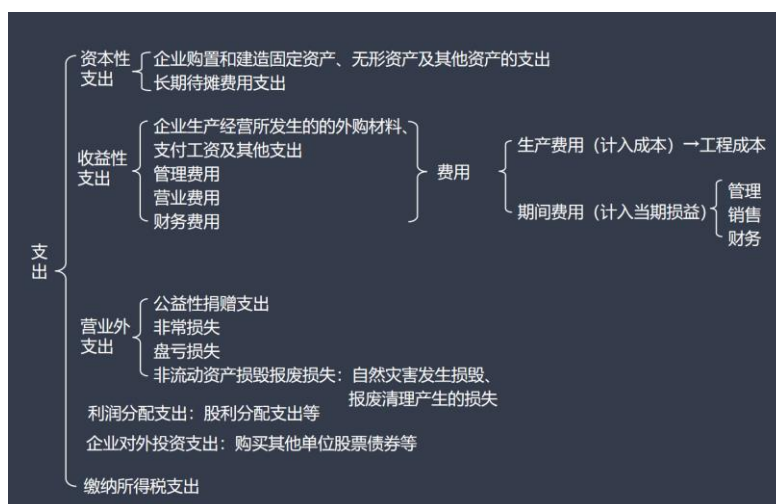 支出
资本性支出
企业购置和建造固定资产、无形资产及其他资产的支出
长期待摊费用支出
收益性支出
企业生产经营所发生的的外购材料、
支付工资及其他支出
管理费用
营业费用
财务费用
费用
生产费用（计入成本）→工程成本
期间费用（计入当期损益）
管理
销售
财务
营业外支出
公益性捐赠支出
非常损失
盘亏损失
非流动资产损毁报废损失：自然灾害发生损毁、
报废清理产生的损失
利润分配支出：股利分配支出等
企业对外投资支出：购买其他单位股票债券等
缴纳所得税支出